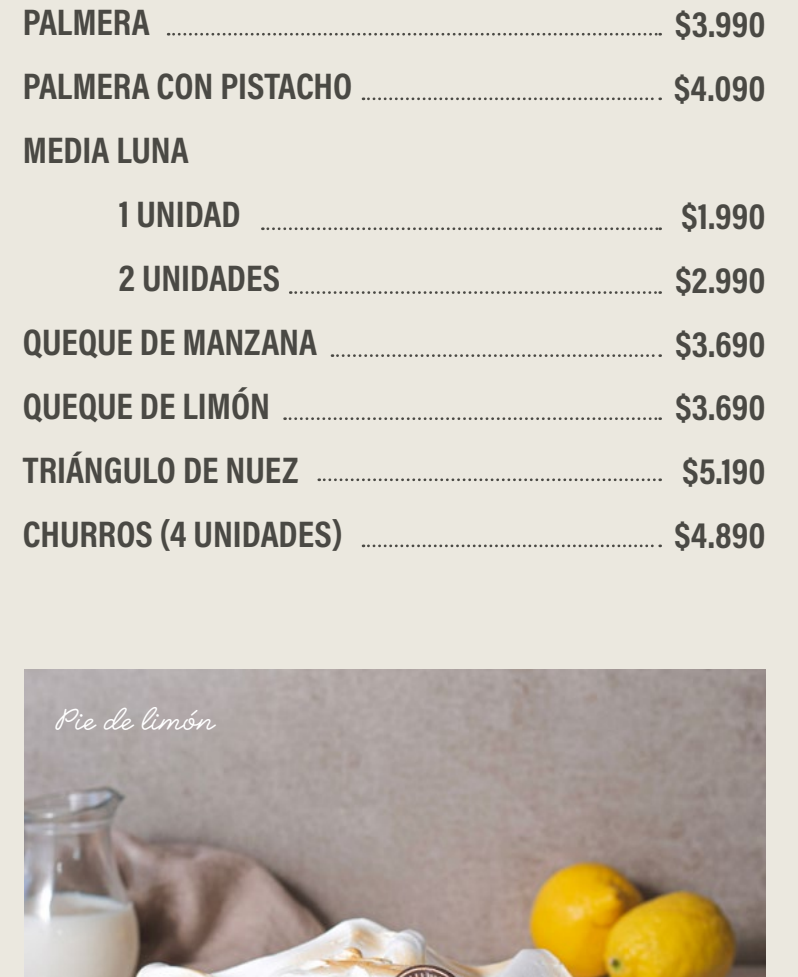 PALMERA $3.990
PALMERA CON PISTACHO $4.090
MEDIA LUNA
1 UNIDAD $1.990
2 UNIDADES $2.990
QUEQUE DE MANZANA $3.690
QUEQUE DE LIMÓN $3.690
TRIÁNGULO DE NUEZ $5.190
CHURROS (4 UNIDADES) $4.890
Pie de limón